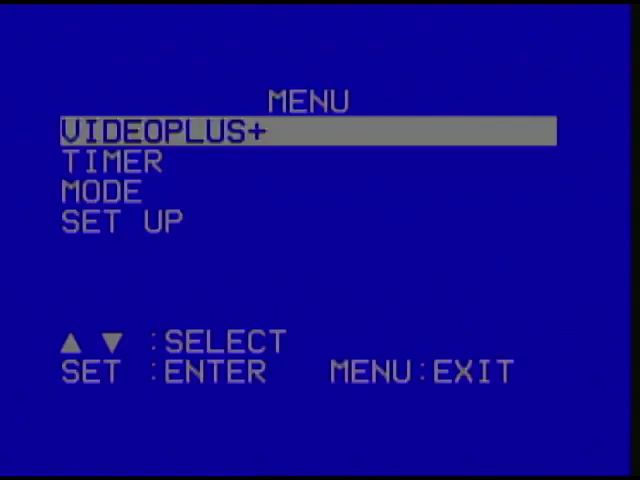 MENU
VIDEOPLUS+
TIMER
MODE
SET UP
▲ ▼ :SELECT
SET :ENTER MENU:EXIT